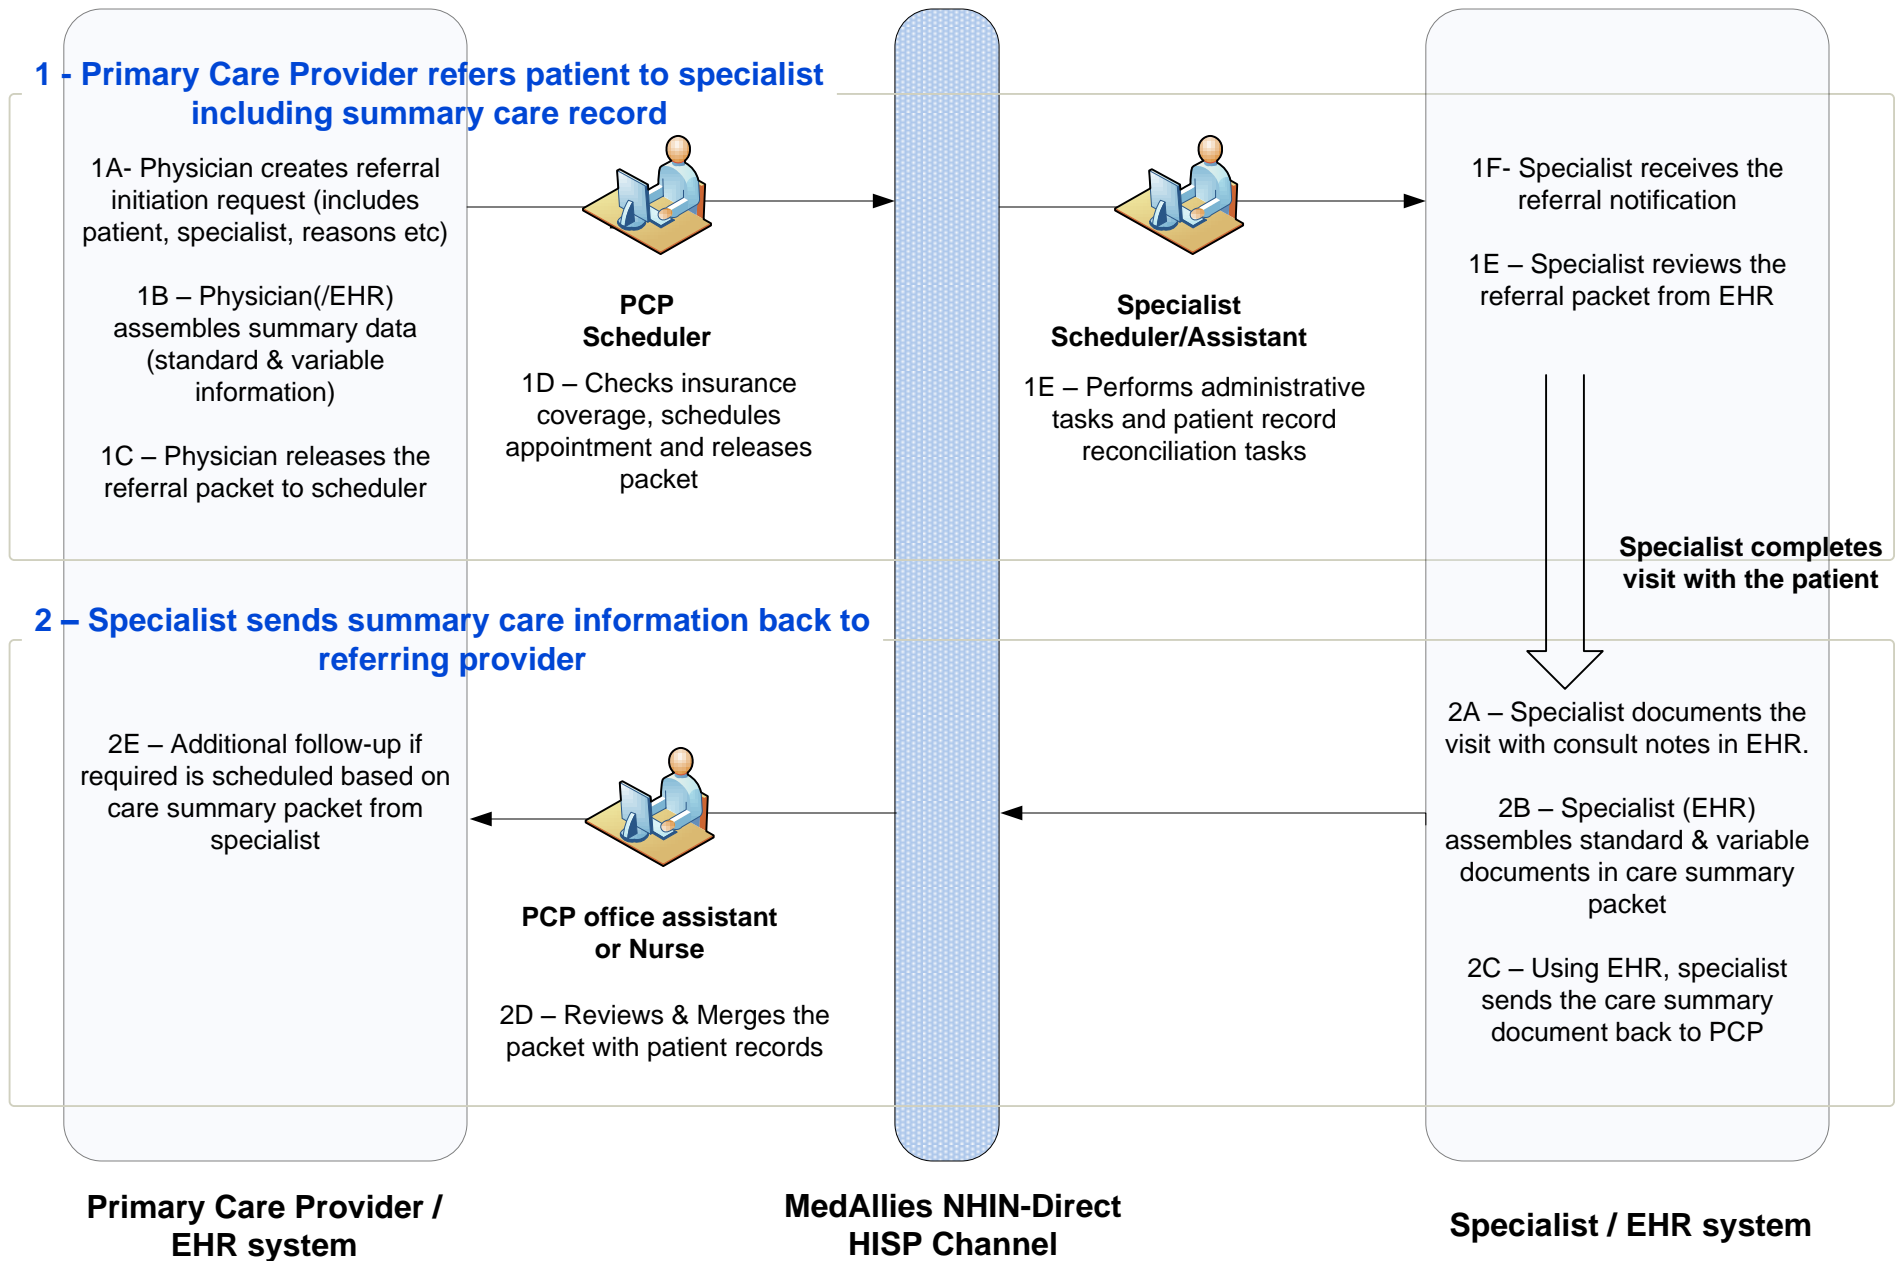 1 - Primary Care Provider refers patient to specialist
including summary care record
1A- Physician creates referral
initiation request (includes
patient, specialist, reasons etc)
1B – Physician(/EHR)
assembles summary data
(standard & variable
information)
1C – Physician releases the
referral packet to scheduler
PCP
Scheduler
1D – Checks insurance
coverage, schedules
appointment and releases
packet
Specialist
Scheduler/Assistant
1E – Performs administrative
tasks and patient record
reconciliation tasks
1F- Specialist receives the
referral notification
1E – Specialist reviews the
referral packet from EHR
Specialist completes
visit with the patient
2 – Specialist sends summary care information back to
referring provider
2E – Additional follow-up if
required is scheduled based on
care summary packet from
specialist
PCP office assistant
or Nurse
2D – Reviews & Merges the
packet with patient records
2A – Specialist documents the
visit with consult notes in EHR.
2B – Specialist (EHR)
assembles standard & variable
documents in care summary
packet
2C – Using EHR, specialist
sends the care summary
document back to PCP
Primary Care Provider /
EHR system
MedAllies NHIN-Direct
HISP Channel
Specialist / EHR system